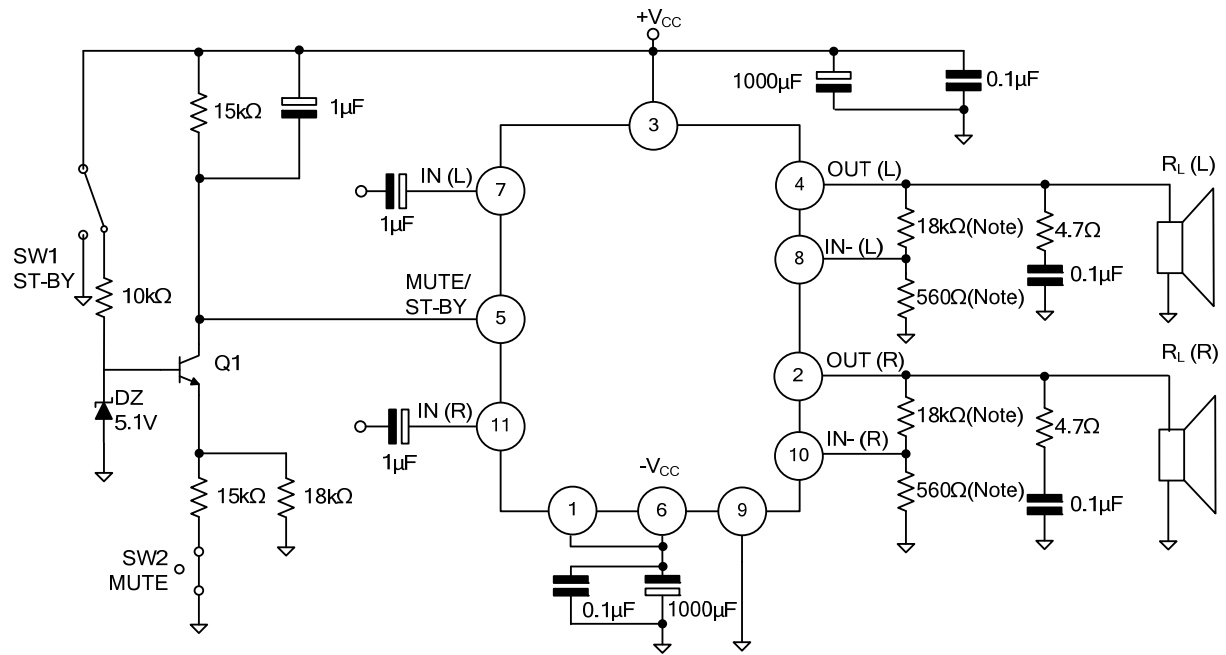 +VCC
15kΩ
1µF
1000µF
0.1µF
3
IN (L)
7
1µF
4
OUT (L)
RL (L)
18kΩ(Note)
4.7Ω
8
IN- (L)
560Ω(Note)
0.1µF
SW1
ST-BY
10kΩ
MUTE/
ST-BY
5
Q1
DZ
5.1V
2
OUT (R)
RL (R)
18kΩ(Note)
4.7Ω
IN (R)
11
1µF
10
IN- (R)
560Ω(Note)
0.1µF
15kΩ
18kΩ
-VCC
1
6
9
SW2
MUTE
0.1µF
1000µF